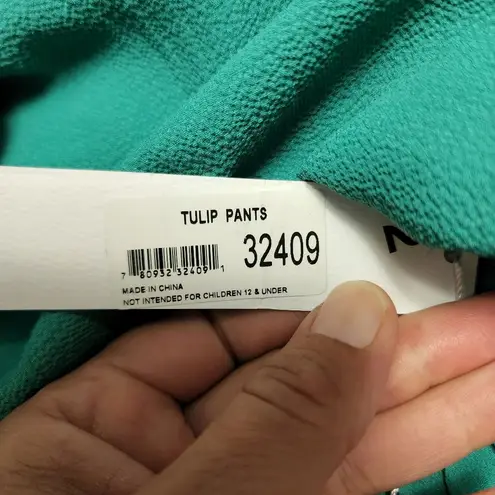 TULIP PANTS
7 80932 32409 1
32409
MADE IN CHINA
NOT INTENDED FOR CHILDREN 12 & UNDER